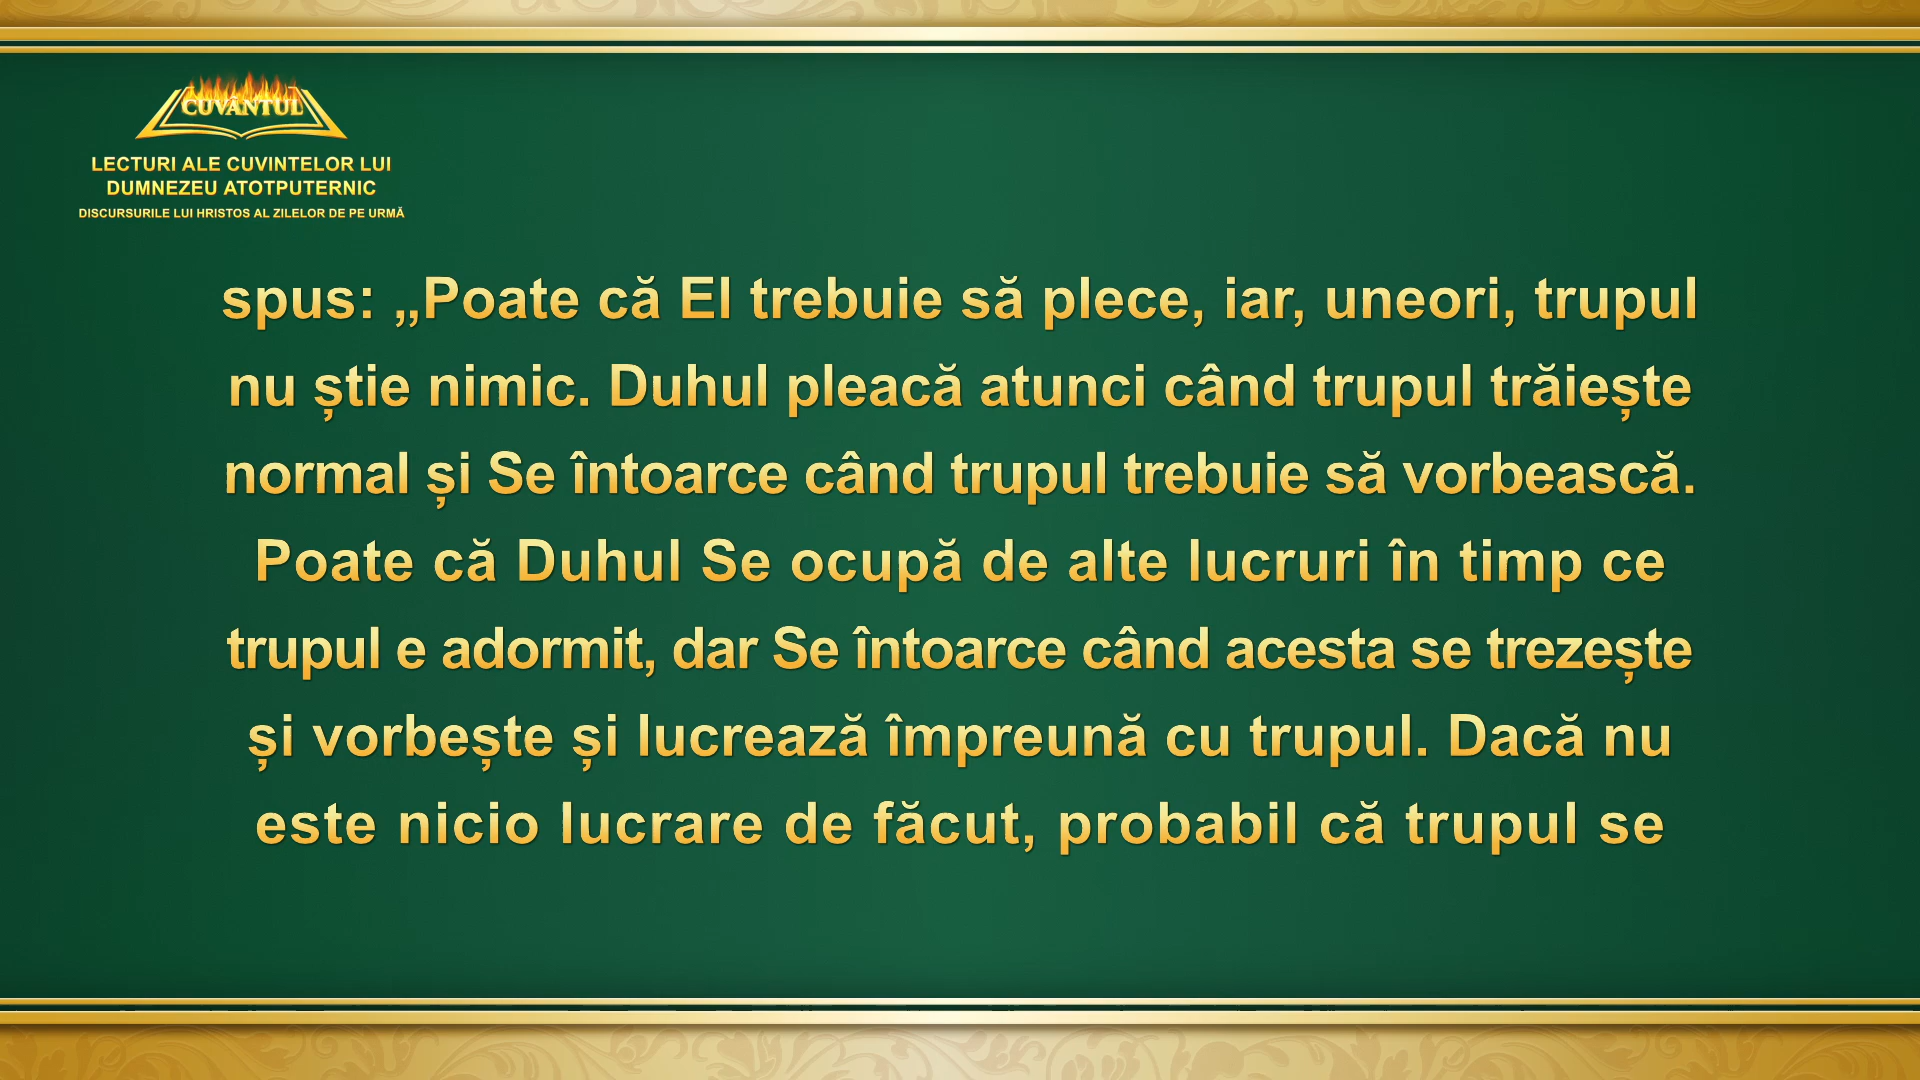 CUVÂNTUL
LECTURI ALE CUVINTELOR LUI
DUMNEZEU ATOTPUTERNIC
DISCURSURILE LUI HRISTOS AL ZILELOR DE PE URMĂ
spus: „Poate că El trebuie să plece, iar, uneori, trupul
nu știe nimic. Duhul pleacă atunci când trupul trăiește
normal și Se întoarce când trupul trebuie să vorbească.
Poate că Duhul Se ocupă de alte lucruri în timp ce
trupul e adormit, dar Se întoarce când acesta se trezește
și vorbește și lucrează împreună cu trupul. Dacă nu
este nicio lucrare de făcut, probabil că trupul se